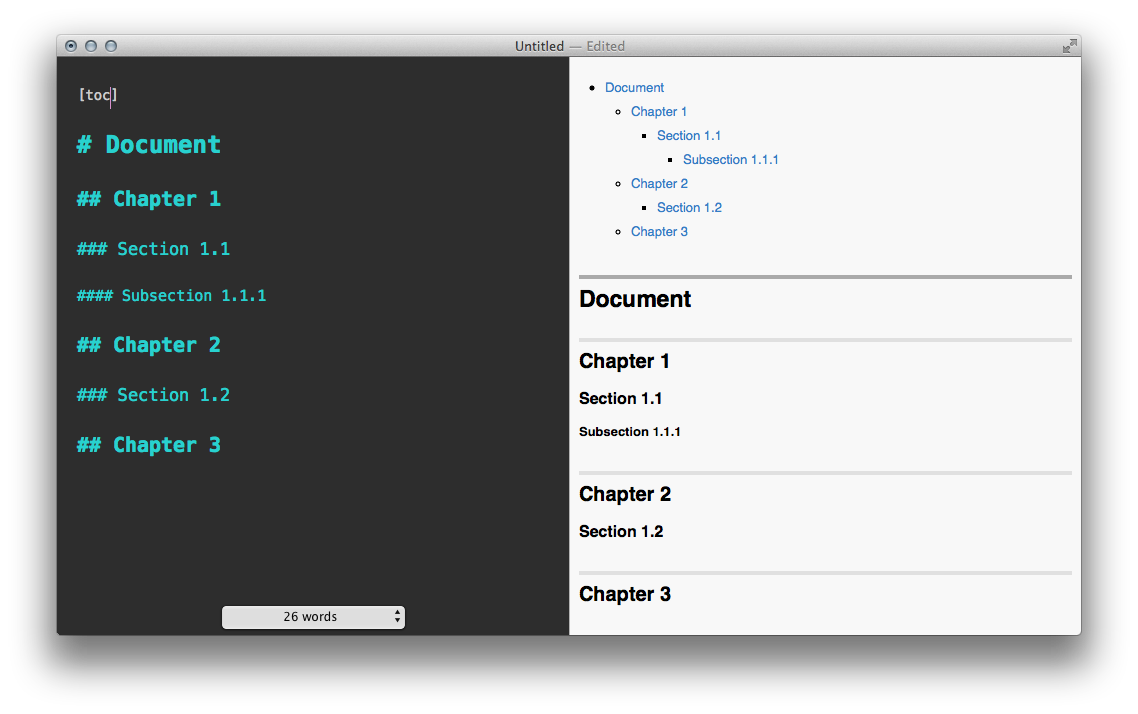 Untitled — Edited
[toc]
# Document
## Chapter 1
### Section 1.1
#### Subsection 1.1.1
## Chapter 2
### Section 1.2
## Chapter 3
26 words
Document
Chapter 1
Section 1.1
Subsection 1.1.1
Chapter 2
Section 1.2
Chapter 3
Document
Chapter 1
Section 1.1
Subsection 1.1.1
Chapter 2
Section 1.2
Chapter 3